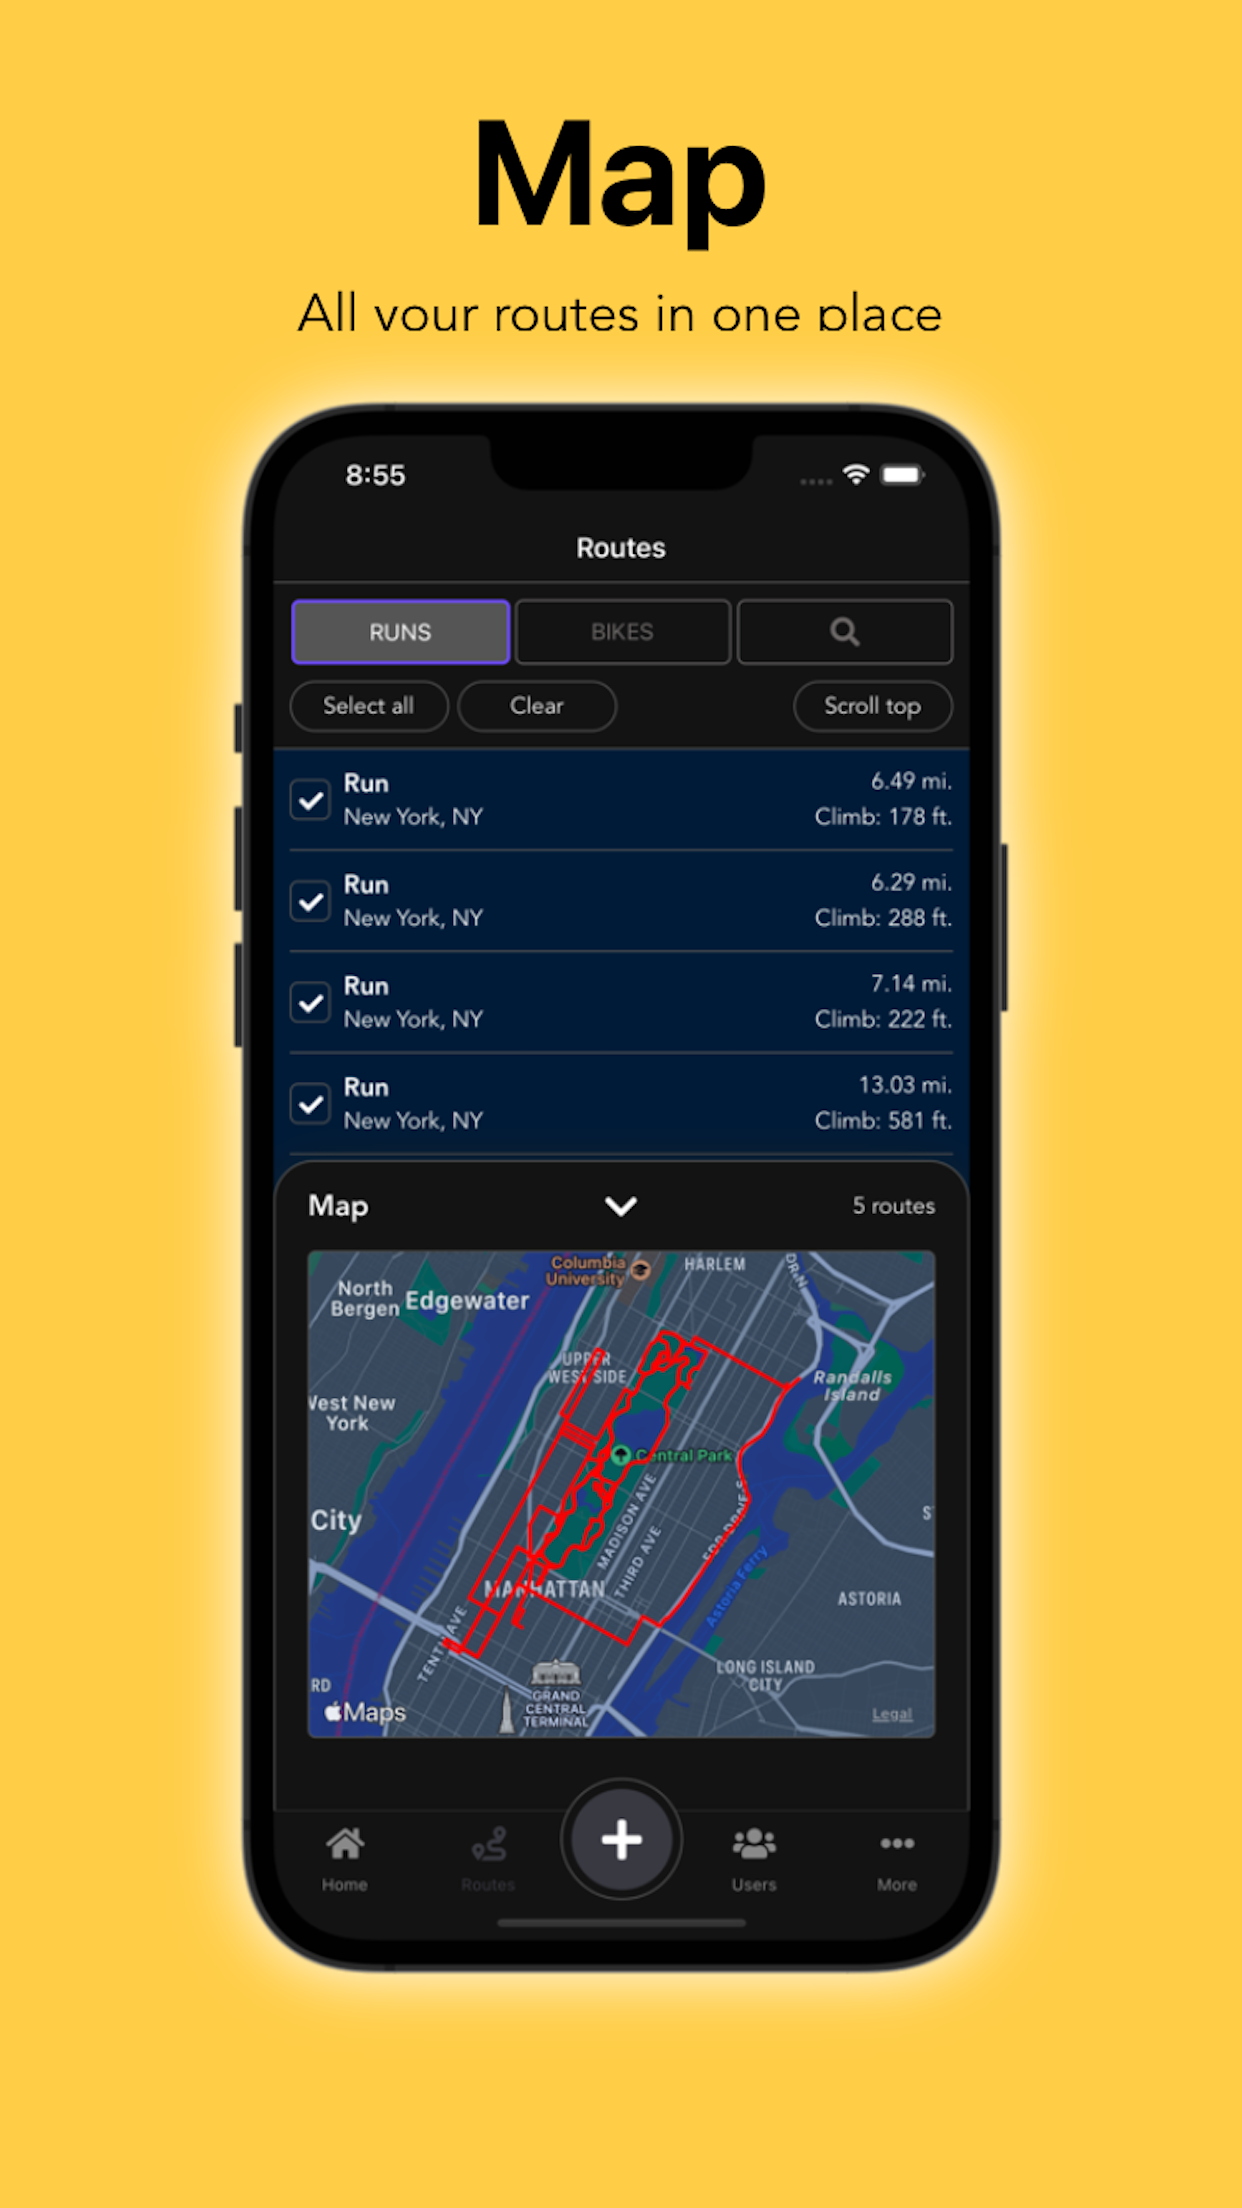 Map
All your routes in one place
8:55
Routes
RUNS
BIKES
Select all
Clear
Scroll top
Run
6.49 mi.
New York, NY
Climb: 178 ft.
Run
6.29 mi.
New York, NY
Climb: 288 ft.
Run
7.14 mi.
New York, NY
Climb: 222 ft.
Run
13.03 mi.
New York, NY
Climb: 581 ft.
Map
5 routes
Columbia
University
HARLEM
DR N
North
Bergen
Edgewater
UPPER
WEST SIDE
Randalls
Island
West New
York
Central Park
City
S
MADISON AVE
THIRD AVE
FDR DRIVE
Astoria Ferry
MANHATTAN
ASTORIA
TENTH AVE
LONG ISLAND
CITY
RD
GRAND
CENTRAL
TERMINAL
Maps
Legal
Home
Routes
Users
More